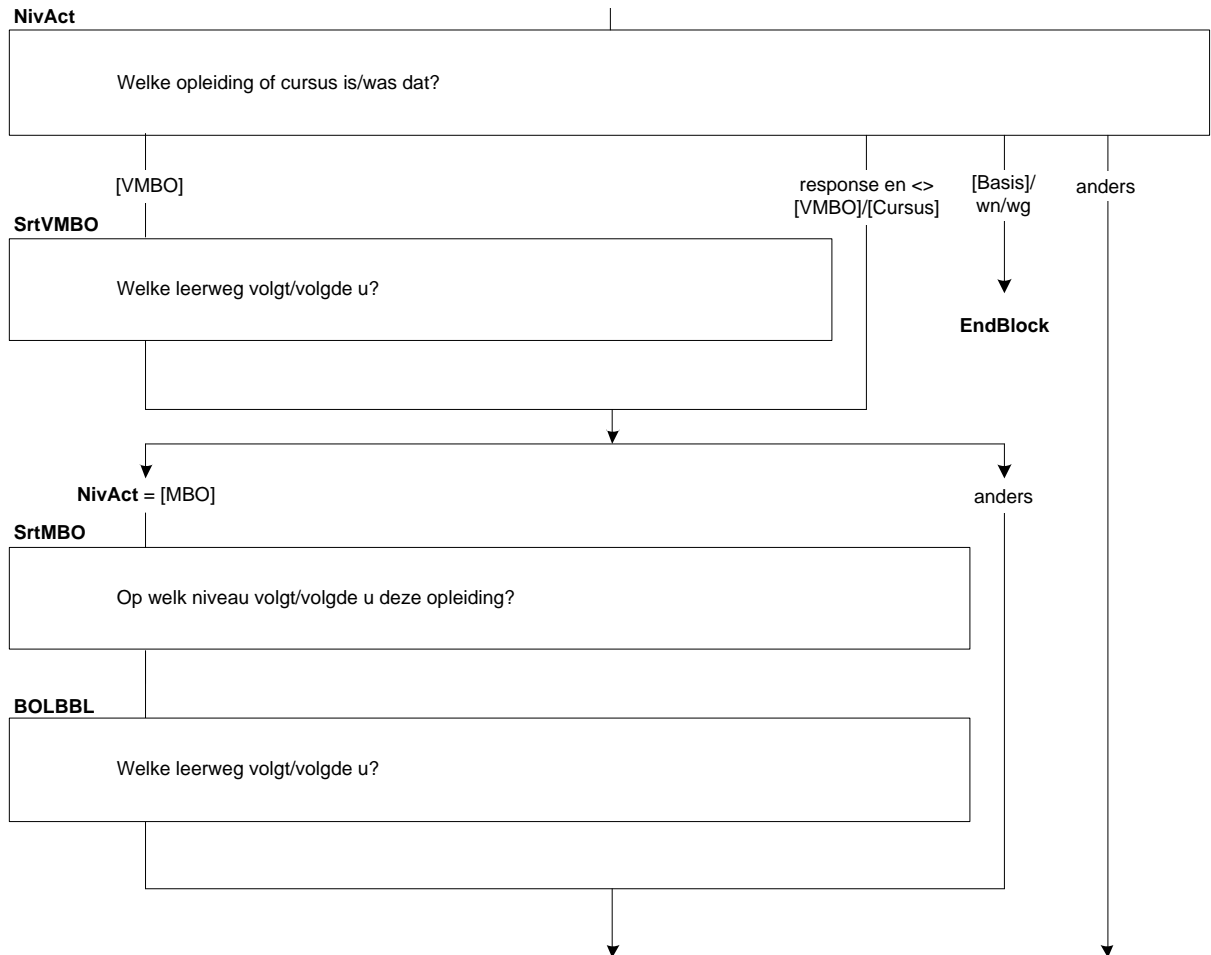 NivAct
Welke opleiding of cursus is/was dat?
[VMBO]
response en <>
[VMBO]/[Cursus]
[Basis]/
wn/wg
anders
SrtVMBO
Welke leerweg volgt/volgde u?
EndBlock
NivAct = [MBO]
anders
SrtMBO
Op welk niveau volgt/volgde u deze opleiding?
BOLBBL
Welke leerweg volgt/volgde u?